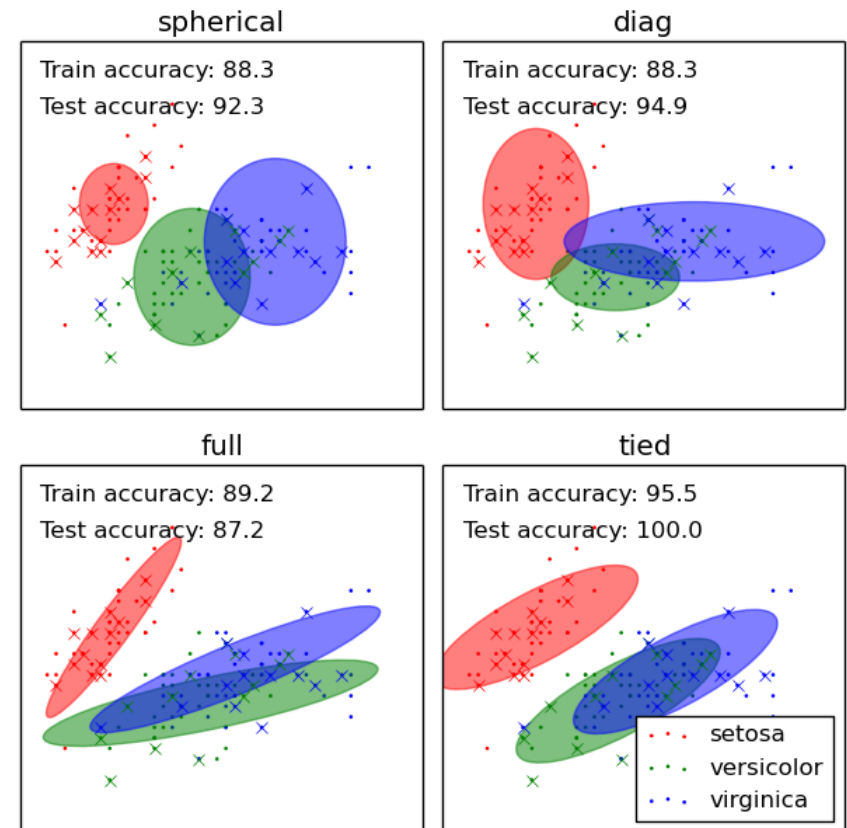 spherical
Train accuracy: 88.3
Test accuracy: 92.3
diag
Train accuracy: 88.3
Test accuracy: 94.9
full
Train accuracy: 89.2
Test accuracy: 87.2
tied
Train accuracy: 95.5
Test accuracy: 100.0
setosa
versicolor
virginica